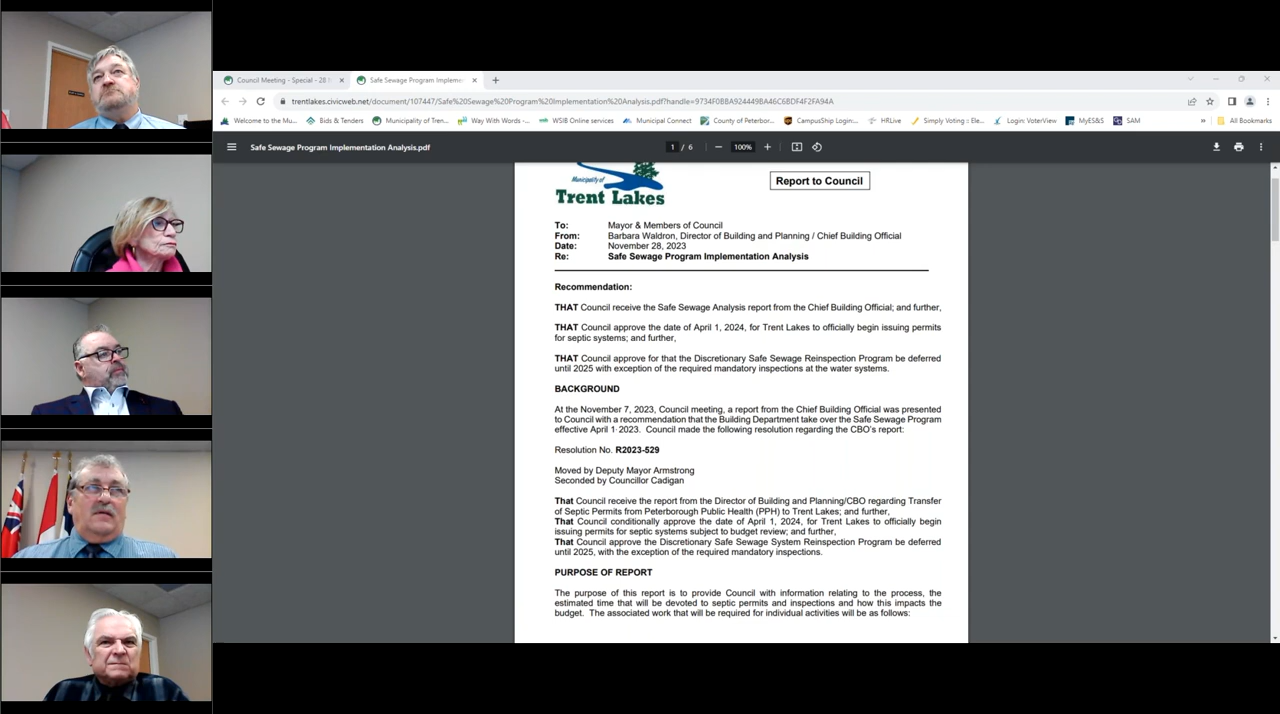 Council Meeting - Special - 28
Safe Sewage Program Impleme
trentlakes.civicweb.net/document/107447/Safe%20Sewage%20Program%20Implementation%20Analysis.pdf?handle=9734F0BBA924449BA46C6BDF4F2FA94A
Welcome to the Mu... Bids & Tenders Municipality of Tren... Way With Words -... WSIB Online services Municipal Connect County of Peterbor... CampusShip Login:... HRLive Simply Voting :: Ele... Login: VoterView MyES&S SAM » All Bookmarks
Safe Sewage Program Implementation Analysis.pdf 1 / 6 — 100% +
Municipality of
Trent Lakes
Report to Council
To: Mayor & Members of Council
From: Barbara Waldron, Director of Building and Planning / Chief Building Official
Date: November 28, 2023
Re: Safe Sewage Program Implementation Analysis
Recommendation:
THAT Council receive the Safe Sewage Analysis report from the Chief Building Official; and further,
THAT Council approve the date of April 1, 2024, for Trent Lakes to officially begin issuing permits
for septic systems; and further,
THAT Council approve for that the Discretionary Safe Sewage Reinspection Program be deferred
until 2025 with exception of the required mandatory inspections at the water systems.
BACKGROUND
At the November 7, 2023, Council meeting, a report from the Chief Building Official was presented
to Council with a recommendation that the Building Department take over the Safe Sewage Program
effective April 1, 2023. Council made the following resolution regarding the CBO's report:
Resolution No. R2023-529
Moved by Deputy Mayor Armstrong
Seconded by Councillor Cadigan
That Council receive the report from the Director of Building and Planning/CBO regarding Transfer
of Septic Permits from Peterborough Public Health (PPH) to Trent Lakes; and further,
That Council conditionally approve the date of April 1, 2024, for Trent Lakes to officially begin
issuing permits for septic systems subject to budget review; and further,
That Council approve the Discretionary Safe Sewage System Reinspection Program be deferred
until 2025, with the exception of the required mandatory inspections.
PURPOSE OF REPORT
The purpose of this report is to provide Council with information relating to the process, the
estimated time that will be devoted to septic permits and inspections and how this impacts the
budget. The associated work that will be required for individual activities will be as follows: